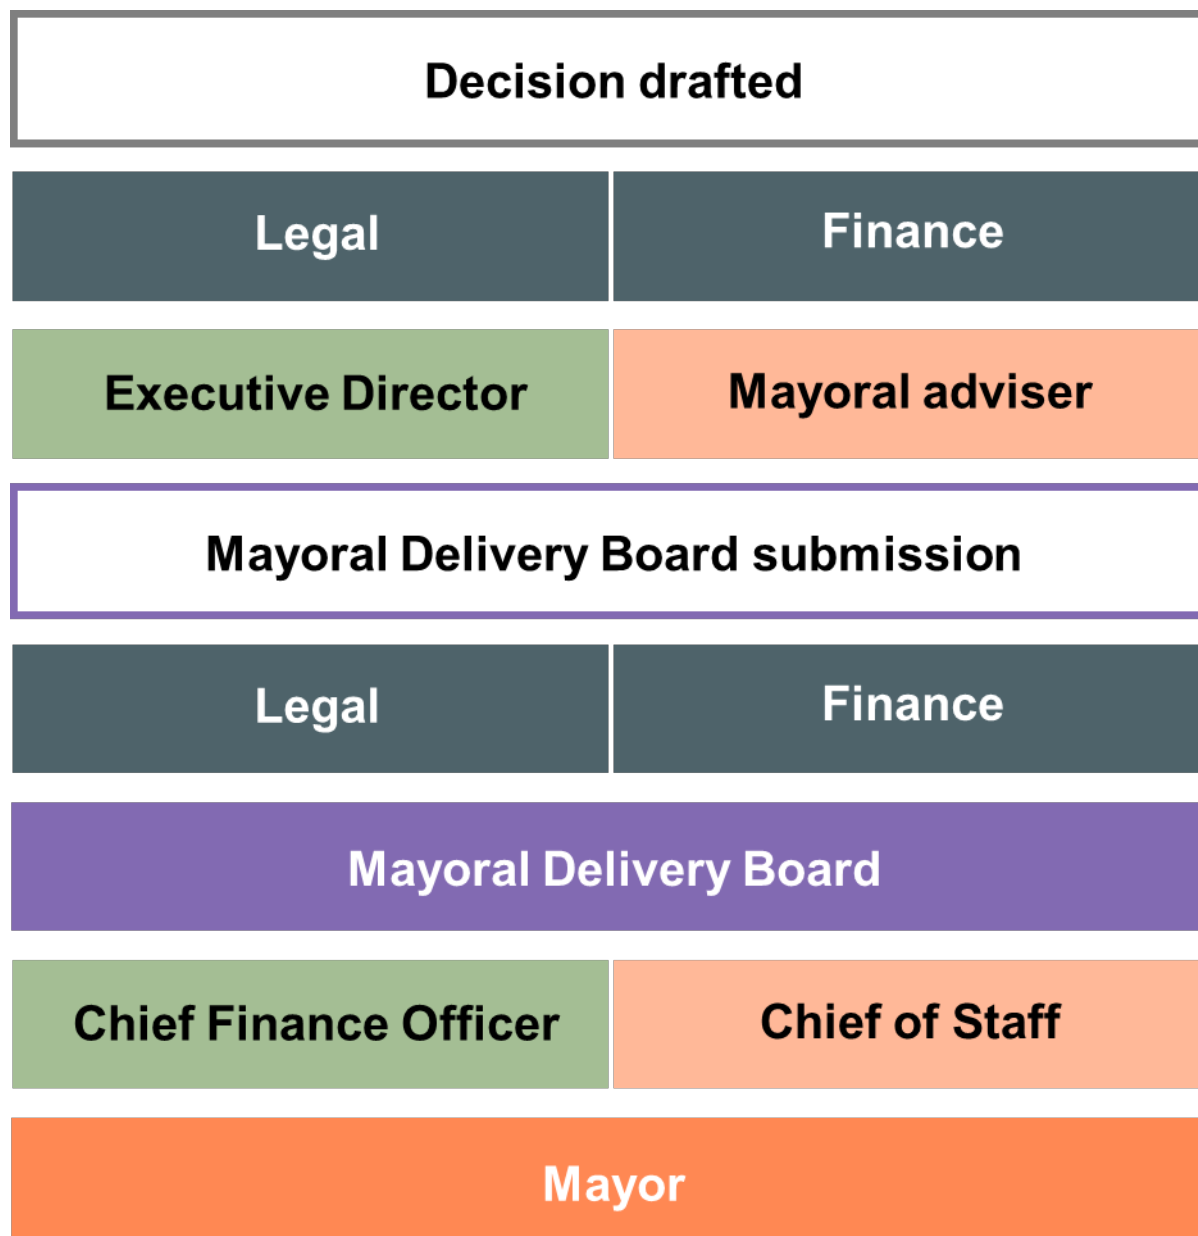 Decision drafted
Legal
Finance
Executive Director
Mayoral adviser
Mayoral Delivery Board submission
Legal
Finance
Mayoral Delivery Board
Chief Finance Officer
Chief of Staff
Mayor